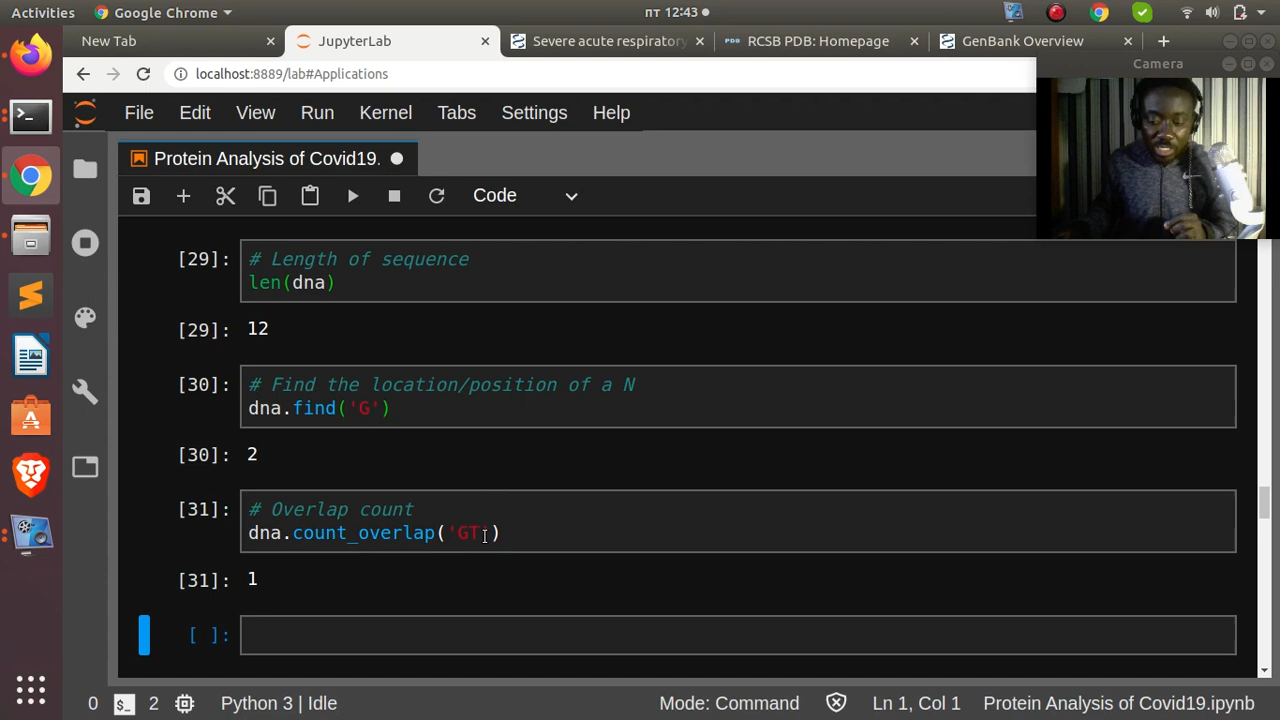 Activities
Google Chrome
пт 12:43
New Tab
JupyterLab
Severe acute respiratory
PDB
RCSB PDB: Homepage
GenBank Overview
localhost:8889/lab#Applications
Camera
File
Edit
View
Run
Kernel
Tabs
Settings
Help
Protein Analysis of Covid19.
Code
[29]:
# Length of sequence
len(dna)
[29]:
12
[30]:
# Find the location/position of a N
dna.find('G')
[30]:
2
[31]:
# Overlap count
dna.count_overlap('GT')
[31]:
1
[ ]:
0
2
Python 3 | Idle
Mode: Command
Ln 1, Col 1
Protein Analysis of Covid19.ipynb